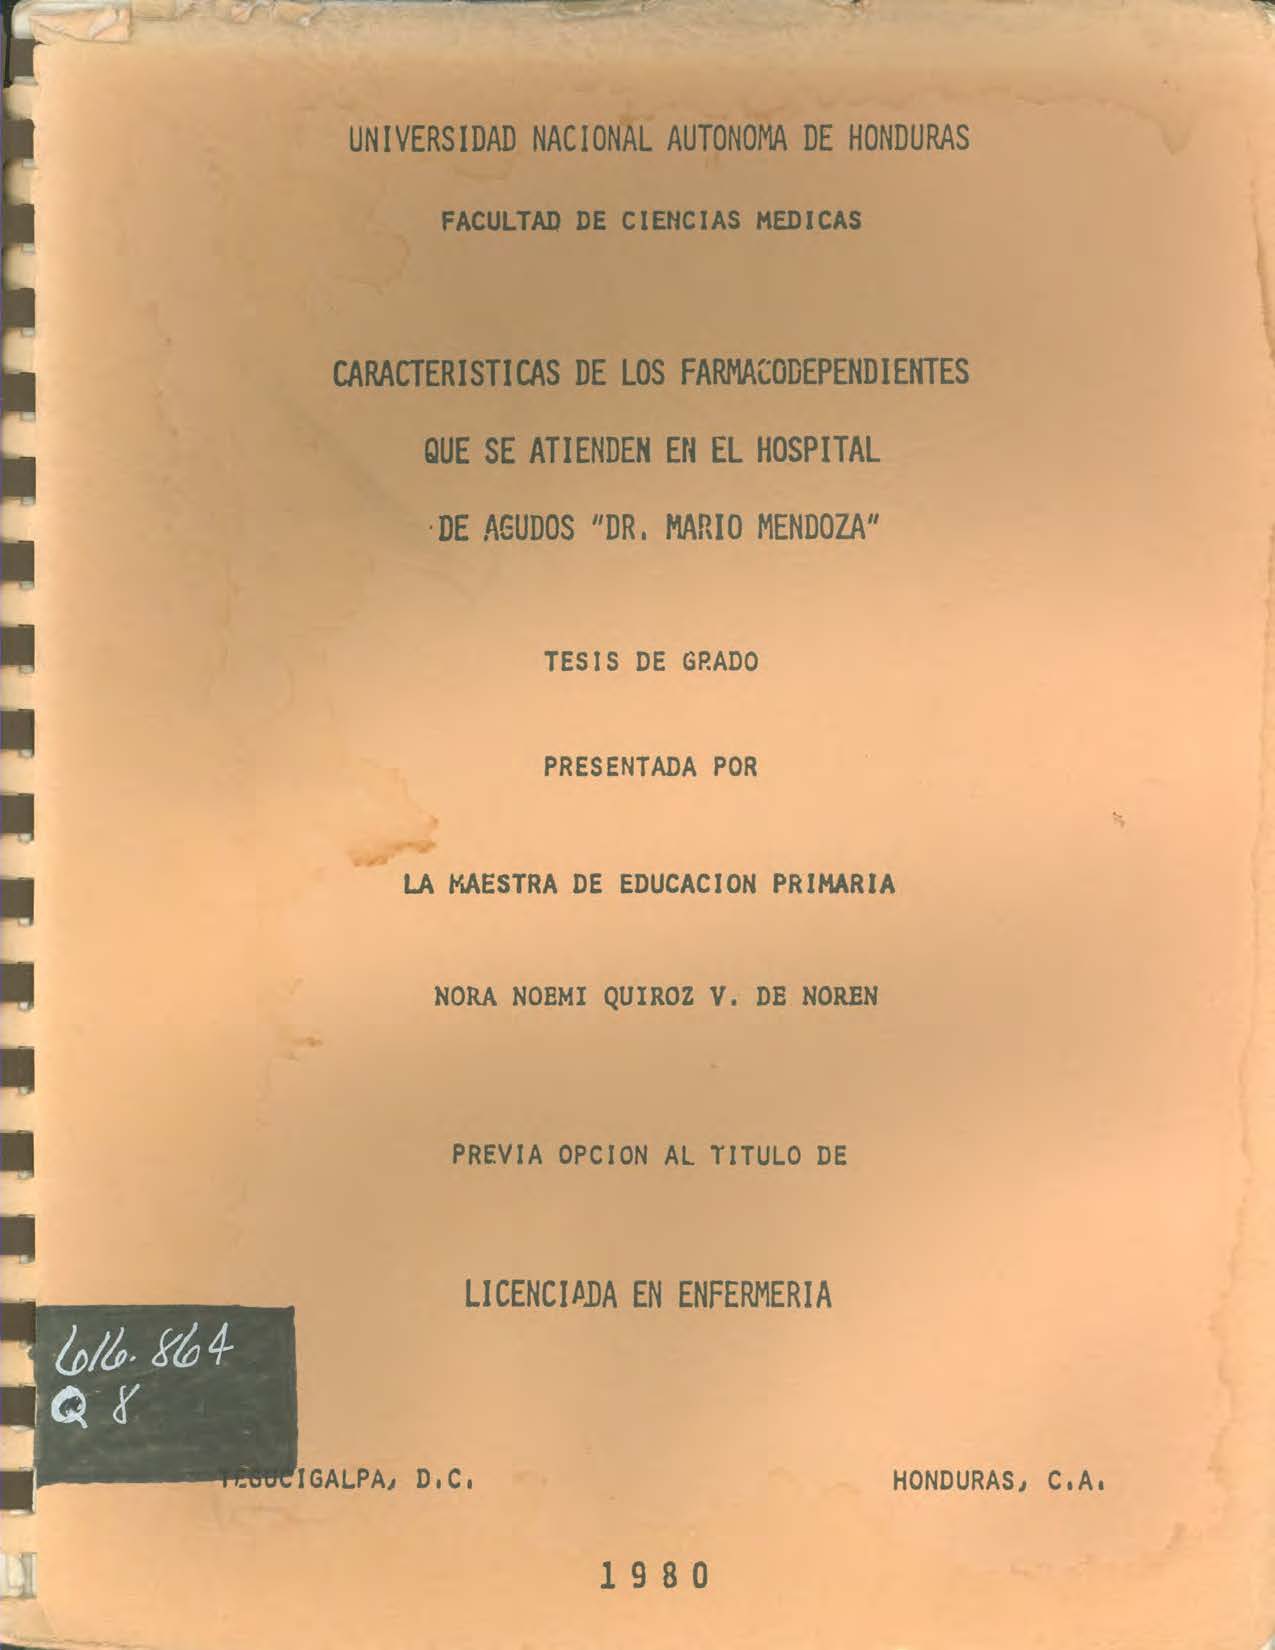 UNIVERSIDAD NACIONAL AUTONOMA DE HONDURAS
FACULTAD DE CIENCIAS MEDICAS
CARACTERISTICAS DE LOS FARMACODEPENDIENTES
QUE SE ATIENDEN EN EL HOSPITAL
DE AGUDOS "DR. MARIO MENDOZA"
TESIS DE GRADO
PRESENTADA POR
LA MAESTRA DE EDUCACION PRIMARIA
NORA NOEMI QUIROZ V. DE NOREN
PREVIA OPCION AL TITULO DE
LICENCIADA EN ENFERMERIA
616.864
Q 8
TEGUCIGALPA, D.C. HONDURAS, C.A.
1980